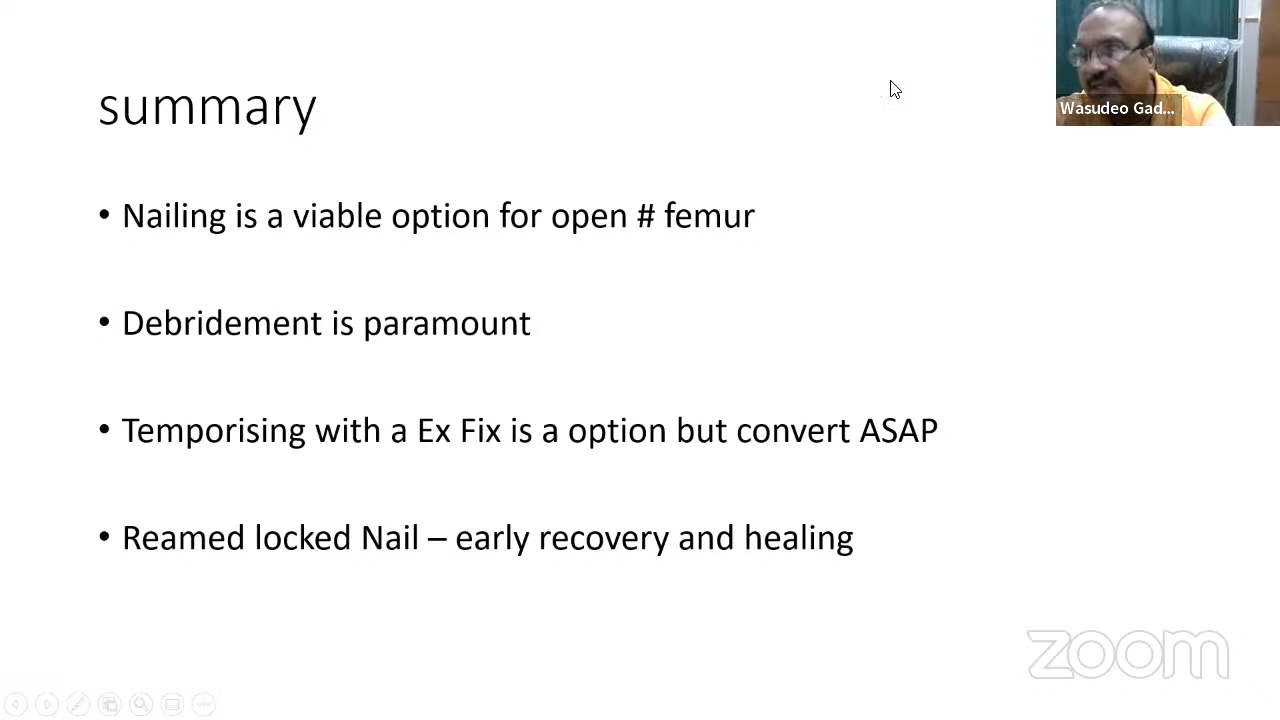 Wasudeo Gad...
summary
• Nailing is a viable option for open # femur
• Debridement is paramount
• Temporising with a Ex Fix is a option but convert ASAP
• Reamed locked Nail – early recovery and healing
zoom